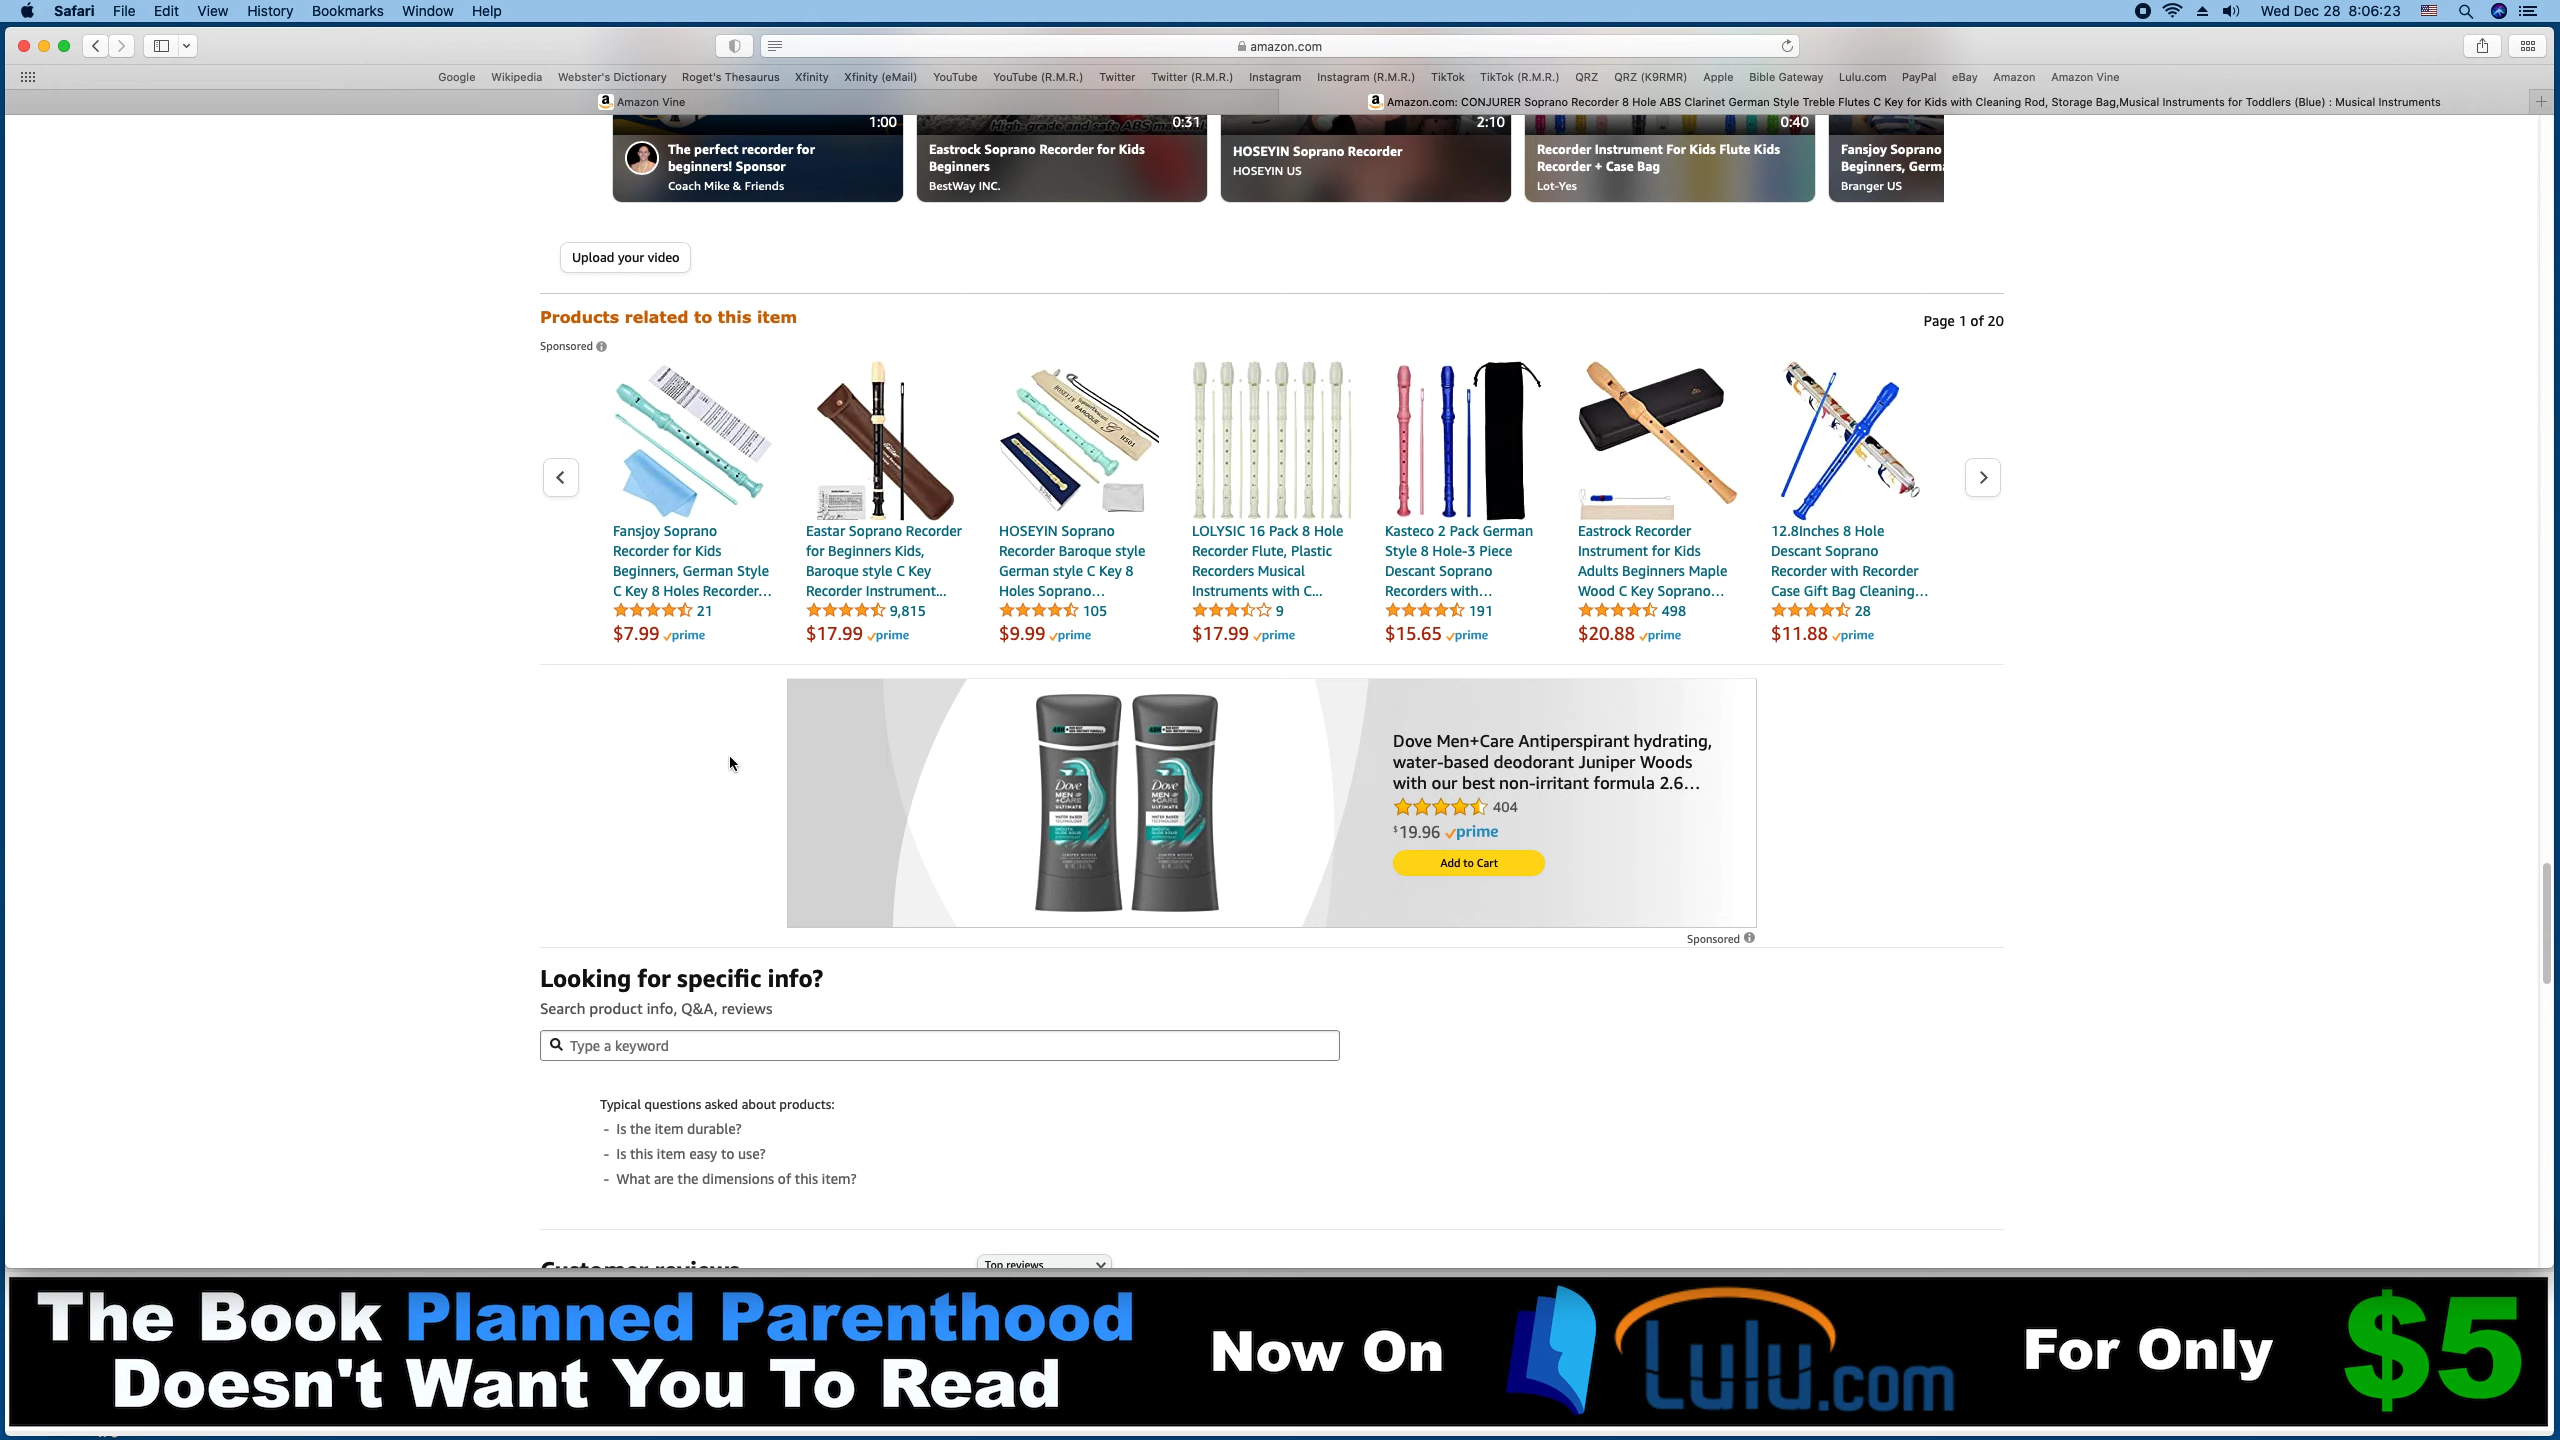 Safari File Edit View History Bookmarks Window Help
Wed Dec 28 8:06:23
amazon.com
Google Wikipedia Webster's Dictionary Roget's Thesaurus Xfinity Xfinity (eMail) YouTube YouTube (R.M.R.) Twitter Twitter (R.M.R.) Instagram Instagram (R.M.R.) TikTok TikTok (R.M.R.) QRZ QRZ (K9RMR) Apple Bible Gateway Lulu.com PayPal eBay Amazon Amazon Vine
Amazon Vine
Amazon.com: CONJURER Soprano Recorder 8 Hole ABS Clarinet German Style Treble Flutes C Key for Kids with Cleaning Rod, Storage Bag,Musical Instruments for Toddlers (Blue) : Musical Instruments
1:00
The perfect recorder for
beginners! Sponsor
Coach Mike & Friends
High-grade and safe ABS
0:31
Eastrock Soprano Recorder for Kids
Beginners
BestWay INC.
2:10
HOSEYIN Soprano Recorder
HOSEYIN US
0:40
Recorder Instrument For Kids Flute Kids
Recorder + Case Bag
Lot-Yes
Fansjoy Soprano
Beginners, Germ
Branger US
Upload your video
Products related to this item
Page 1 of 20
Sponsored
Fansjoy Soprano
Recorder for Kids
Beginners, German Style
C Key 8 Holes Recorder...
21
$7.99 prime
Eastar Soprano Recorder
for Beginners Kids,
Baroque style C Key
Recorder Instrument...
9,815
$17.99 prime
HOSEYIN Soprano
Recorder Baroque style
German style C Key 8
Holes Soprano...
105
$9.99 prime
LOLYSIC 16 Pack 8 Hole
Recorder Flute, Plastic
Recorders Musical
Instruments with C...
9
$17.99 prime
Kasteco 2 Pack German
Style 8 Hole-3 Piece
Descant Soprano
Recorders with...
191
$15.65 prime
Eastrock Recorder
Instrument for Kids
Adults Beginners Maple
Wood C Key Soprano...
498
$20.88 prime
12.8Inches 8 Hole
Descant Soprano
Recorder with Recorder
Case Gift Bag Cleaning...
28
$11.88 prime
Dove
MEN
+CARE
ULTIMATE
Dove
MEN
+CARE
ULTIMATE
Dove Men+Care Antiperspirant hydrating,
water-based deodorant Juniper Woods
with our best non-irritant formula 2.6...
404
$19.96 prime
Add to Cart
Sponsored
Looking for specific info?
Search product info, Q&A, reviews
Type a keyword
Typical questions asked about products:
- Is the item durable?
- Is this item easy to use?
- What are the dimensions of this item?
Customer reviews
Top reviews
The Book Planned Parenthood
Doesn't Want You To Read
Now On
Lulu.com
For Only
$5